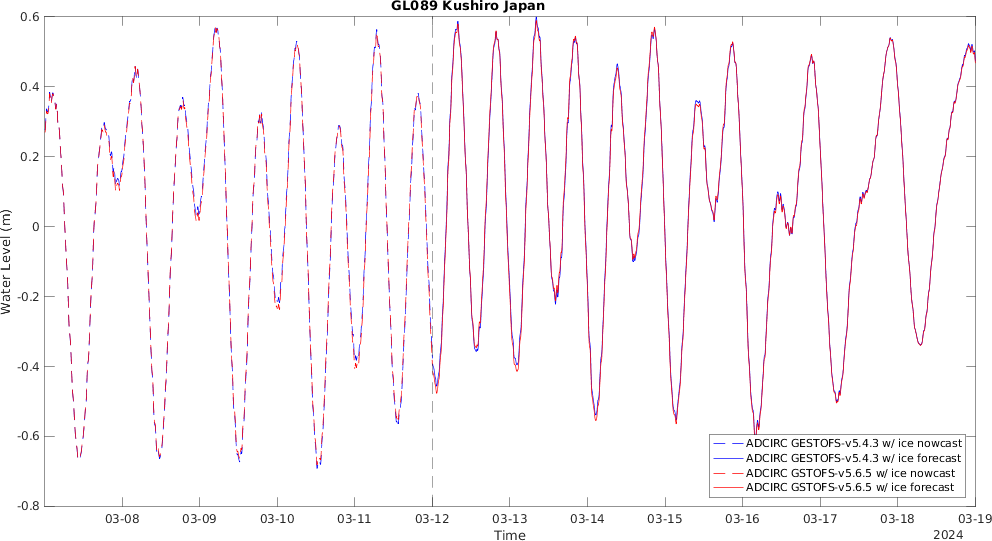 GL089 Kushiro Japan
0.6
0.4
0.2
0
-0.2
-0.4
-0.6
-0.8
Water Level (m)
ADCIRC GESTOFS-v5.4.3 w/ ice nowcast
ADCIRC GESTOFS-v5.4.3 w/ ice forecast
ADCIRC GSTOFS-v5.6.5 w/ ice nowcast
ADCIRC GSTOFS-v5.6.5 w/ ice forecast
03-08 03-09 03-10 03-11 03-12 03-13 03-14 03-15 03-16 03-17 03-18 03-19
Time
2024